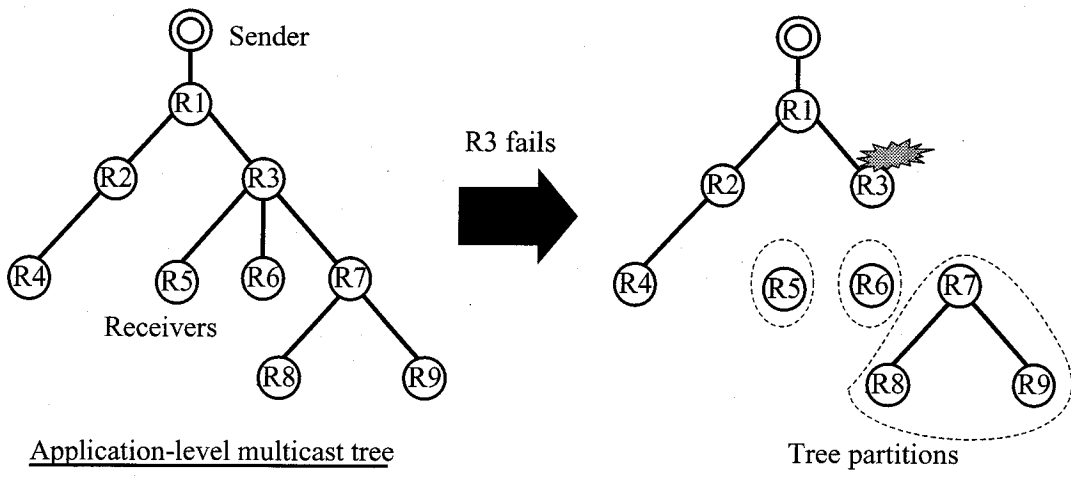 Sender
R1
R2
R3
R4
R5
R6
R7
Receivers
R8
R9
Application-level multicast tree
R3 fails
R1
R2
R3
R4
R5
R6
R7
R8
R9
Tree partitions